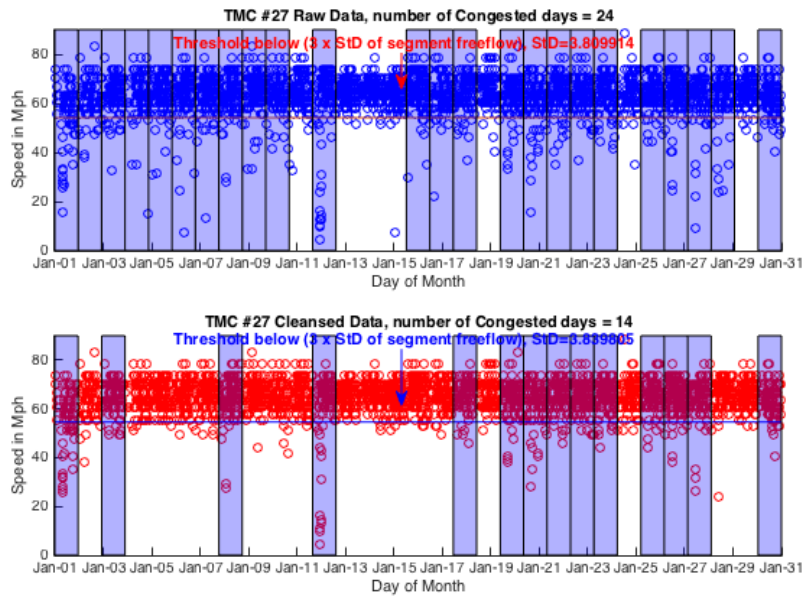 TMC #27 Raw Data, number of Congested days = 24
Threshold below (3 x StD of segment freeflow), StD=3.809914
Speed in Mph
80
60
40
20
0
Jan-01 Jan-03 Jan-05 Jan-07 Jan-09 Jan-11 Jan-13 Jan-15 Jan-17 Jan-19 Jan-21 Jan-23 Jan-25 Jan-27 Jan-29 Jan-31
Day of Month
TMC #27 Cleansed Data, number of Congested days = 14
Threshold below (3 x StD of segment freeflow), StD=3.839805
Speed in Mph
80
60
40
20
0
Jan-01 Jan-03 Jan-05 Jan-07 Jan-09 Jan-11 Jan-13 Jan-15 Jan-17 Jan-19 Jan-21 Jan-23 Jan-25 Jan-27 Jan-29 Jan-31
Day of Month